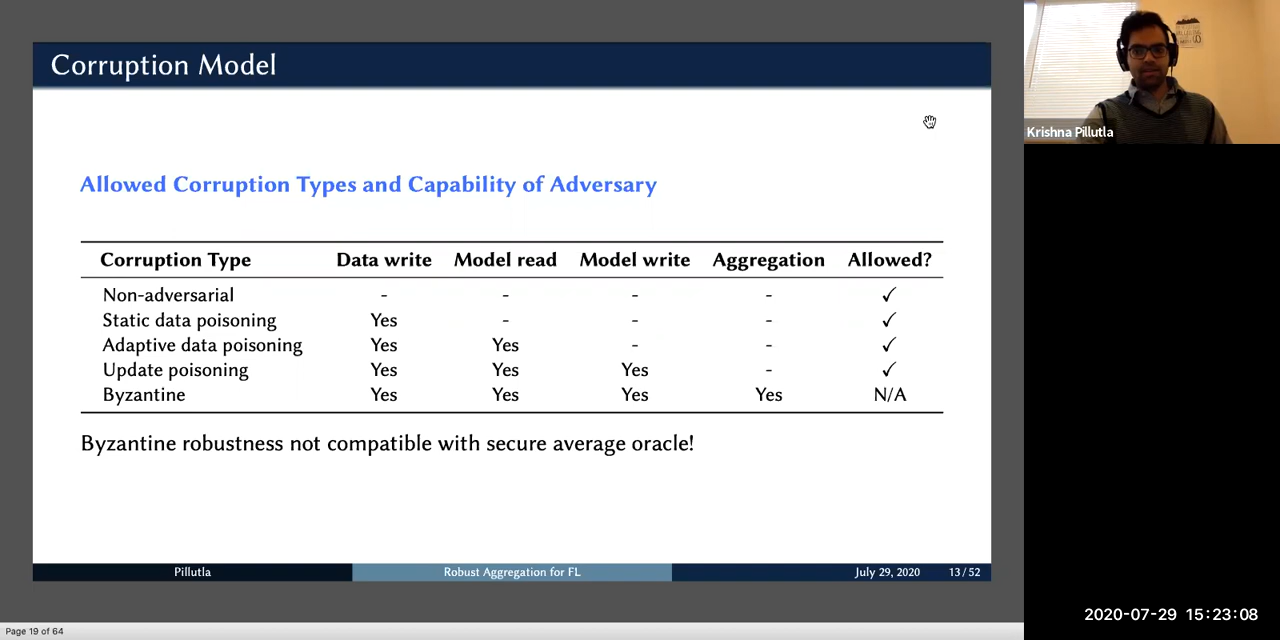 Corruption Model
Allowed Corruption Types and Capability of Adversary
Corruption Type Data write Model read Model write Aggregation Allowed?
Non-adversarial - - - - ✓
Static data poisoning Yes - - - ✓
Adaptive data poisoning Yes Yes - - ✓
Update poisoning Yes Yes Yes - ✓
Byzantine Yes Yes Yes Yes N/A
Byzantine robustness not compatible with secure average oracle!
Pillutla Robust Aggregation for FL July 29, 2020 13/52
Page 19 of 64
Krishna Pillutla
2020-07-29 15:23:08